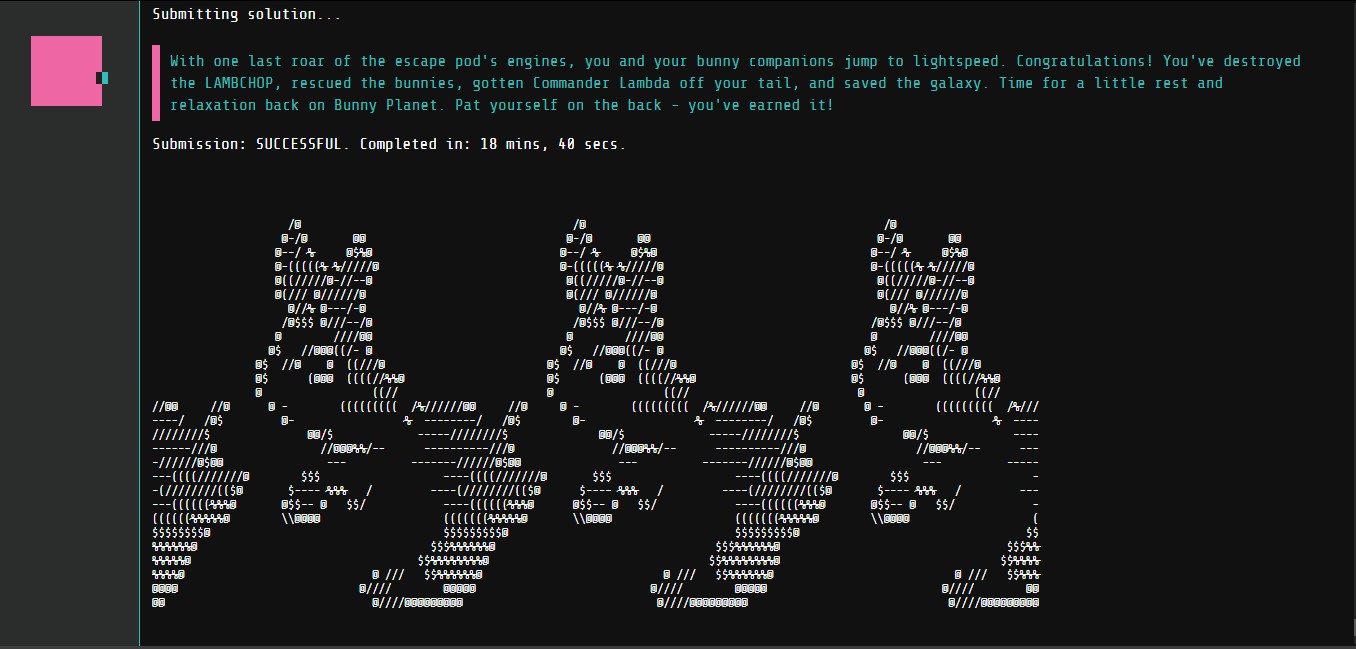 Submitting solution...
With one last roar of the escape pod's engines, you and your bunny companions jump to lightspeed. Congratulations! You've destroyed
the LAMBCHOP, rescued the bunnies, gotten Commander Lambda off your tail, and saved the galaxy. Time for a little rest and
relaxation back on Bunny Planet. Pat yourself on the back - you've earned it!
Submission: SUCCESSFUL. Completed in: 18 mins, 40 secs.